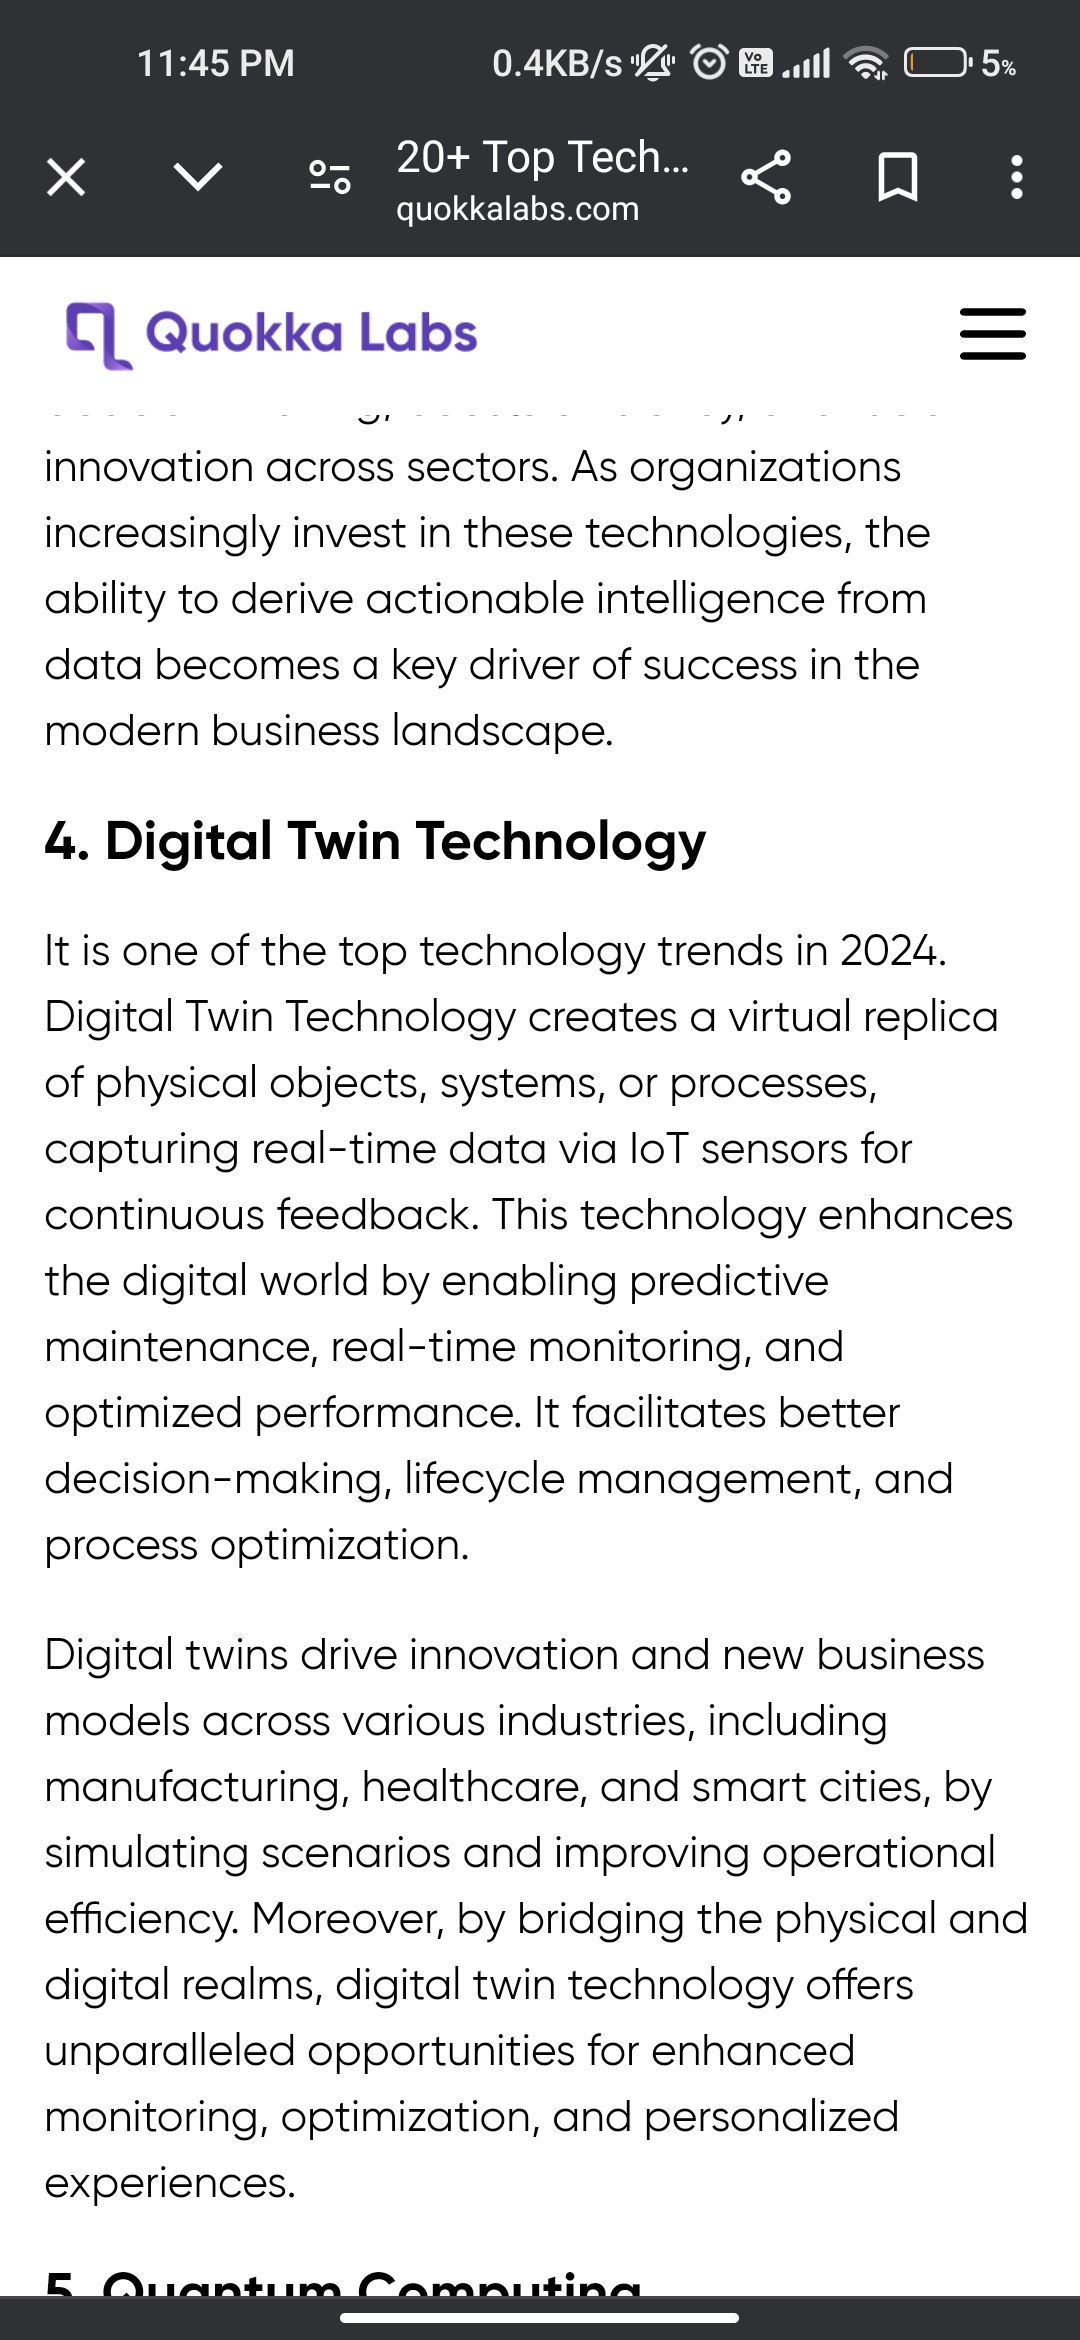 11:45 PM 0.4KB/s Vo LTE 5%
20+ Top Tech...
quokkalabs.com
Quokka Labs
innovation across sectors. As organizations
increasingly invest in these technologies, the
ability to derive actionable intelligence from
data becomes a key driver of success in the
modern business landscape.
4. Digital Twin Technology
It is one of the top technology trends in 2024.
Digital Twin Technology creates a virtual replica
of physical objects, systems, or processes,
capturing real-time data via IoT sensors for
continuous feedback. This technology enhances
the digital world by enabling predictive
maintenance, real-time monitoring, and
optimized performance. It facilitates better
decision-making, lifecycle management, and
process optimization.
Digital twins drive innovation and new business
models across various industries, including
manufacturing, healthcare, and smart cities, by
simulating scenarios and improving operational
efficiency. Moreover, by bridging the physical and
digital realms, digital twin technology offers
unparalleled opportunities for enhanced
monitoring, optimization, and personalized
experiences.
5. Quantum Computing